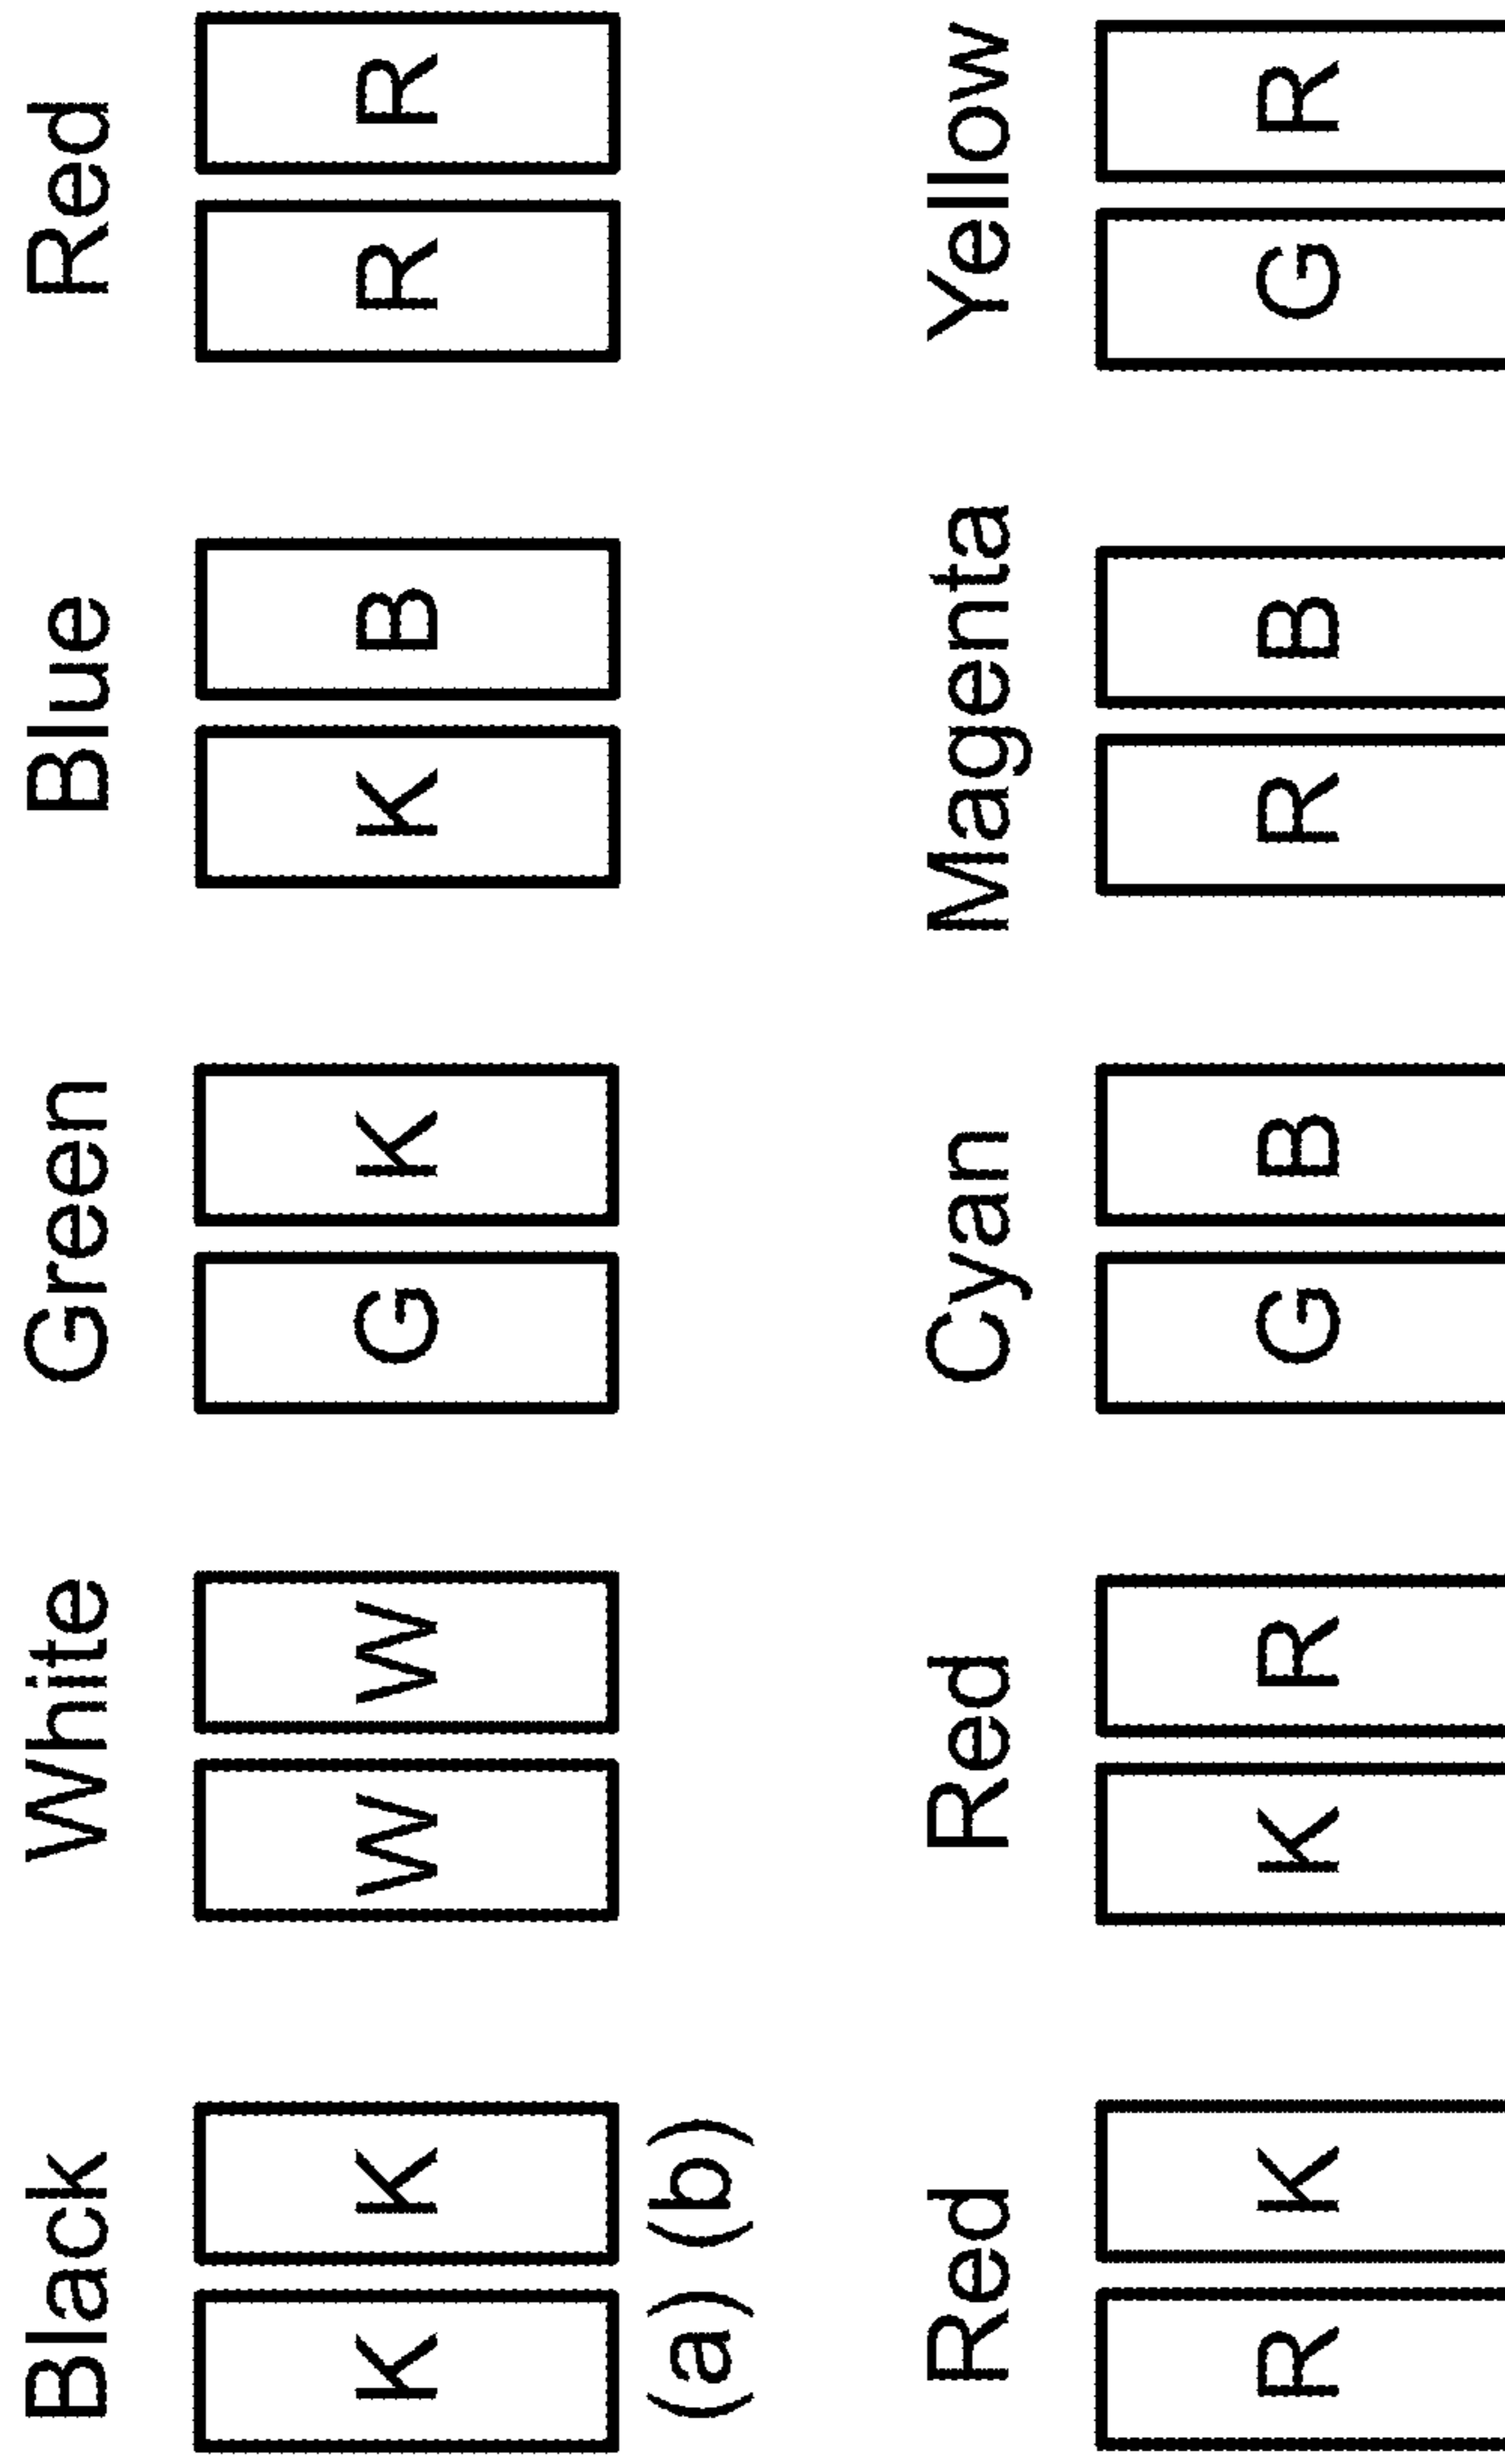 Black White Green Blue Red
K K W W G K K B R R
(a) (b)
Red Red Cyan Magenta Yellow
R K K R G B R B G R